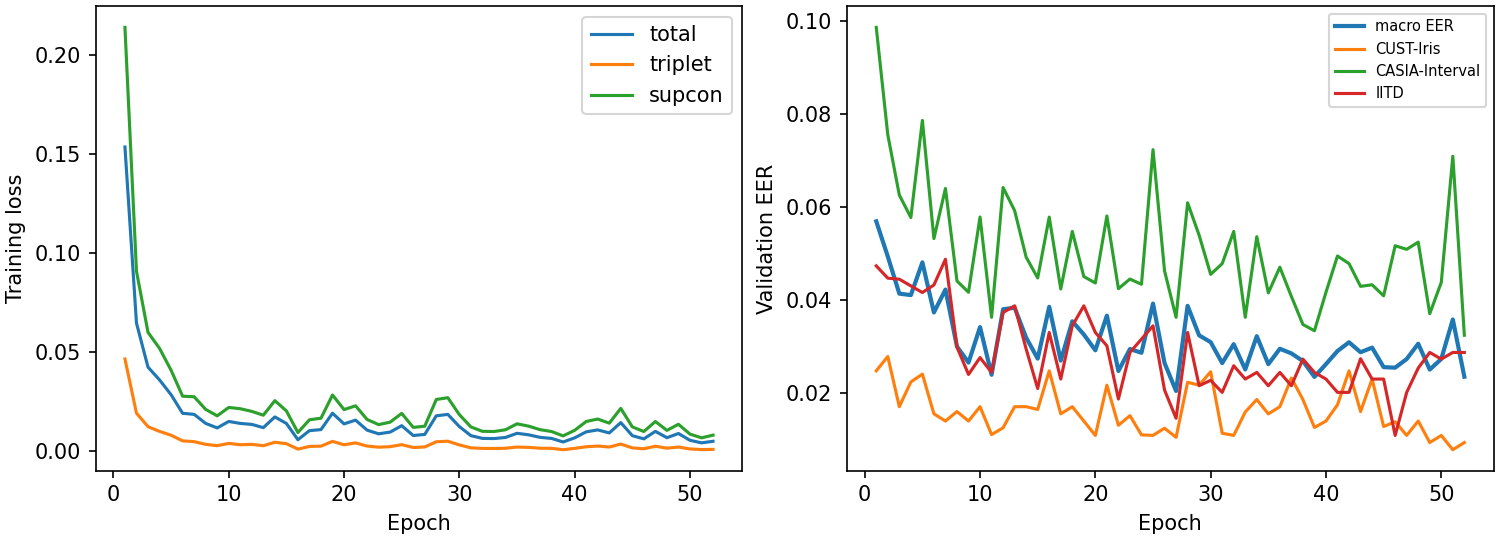 0.20
0.15
0.10
0.05
0.00
Training loss
0 10 20 30 40 50
Epoch
total
triplet
supcon
0.10
0.08
0.06
0.04
0.02
Validation EER
0 10 20 30 40 50
Epoch
macro EER
CUST-Iris
CASIA-Interval
IITD